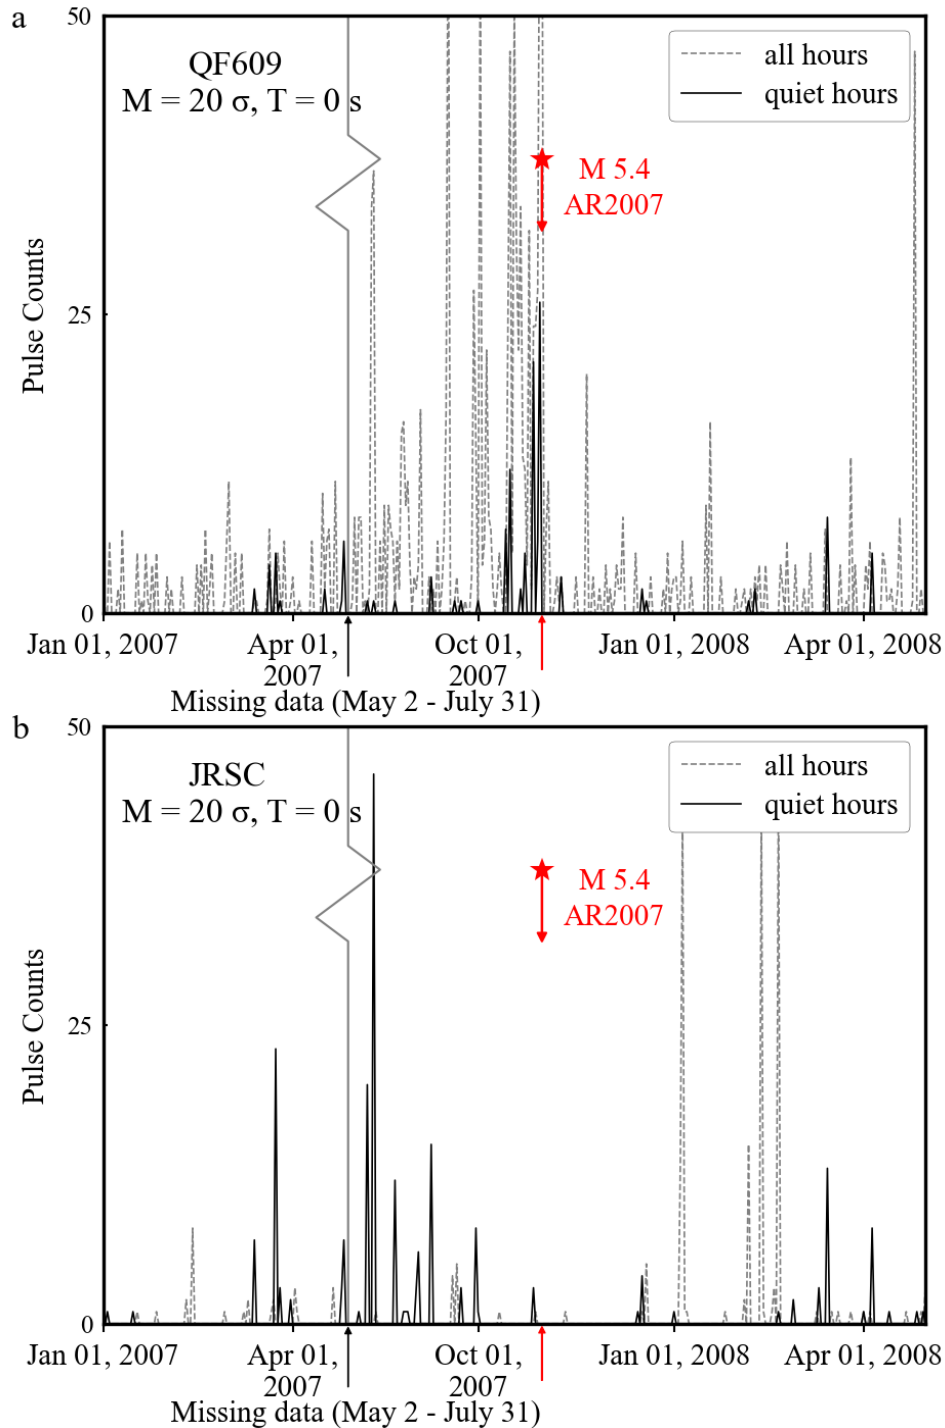 a
50
QF609
M = 20 σ, T = 0 s
all hours
quiet hours
M 5.4
AR2007
Pulse Counts
25
0
Jan 01, 2007
Apr 01,
2007
Oct 01,
2007
Jan 01, 2008
Apr 01, 2008
Missing data (May 2 - July 31)
b
50
JRSC
M = 20 σ, T = 0 s
all hours
quiet hours
M 5.4
AR2007
Pulse Counts
25
0
Jan 01, 2007
Apr 01,
2007
Oct 01,
2007
Jan 01, 2008
Apr 01, 2008
Missing data (May 2 - July 31)